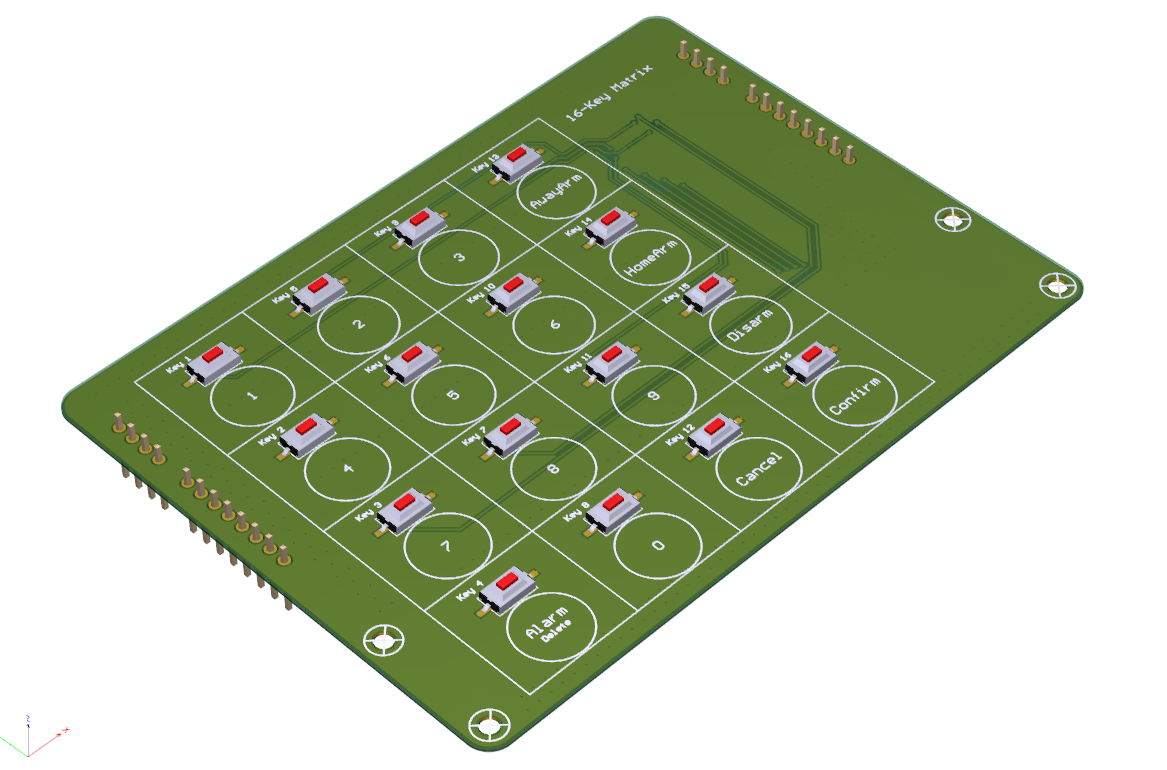 16-Key Matrix
Key 1
1
Key 5
2
Key 9
3
Key 13
AwayArm
Key 2
4
Key 6
5
Key 10
6
Key 14
HomeArm
Key 3
7
Key 7
8
Key 11
9
Key 15
Disarm
Key 4
Alarm
Delete
Key 8
0
Key 12
Cancel
Key 16
Confirm
Z
X